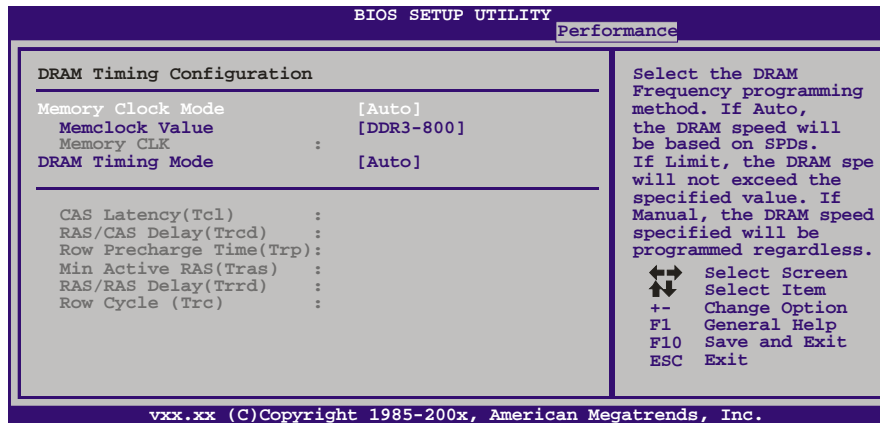 BIOS SETUP UTILITY
Performance
DRAM Timing Configuration
Memory Clock Mode [Auto]
Memclock Value [DDR3-800]
Memory CLK :
DRAM Timing Mode [Auto]
CAS Latency(Tcl) :
RAS/CAS Delay(Trcd) :
Row Precharge Time(Trp):
Min Active RAS(Tras) :
RAS/RAS Delay(Trrd) :
Row Cycle (Trc) :
Select the DRAM
Frequency programming
method. If Auto,
the DRAM speed will
be based on SPDs.
If Limit, the DRAM spe
will not exceed the
specified value. If
Manual, the DRAM speed
specified will be
programmed regardless.
Select Screen
Select Item
+- Change Option
F1 General Help
F10 Save and Exit
ESC Exit
vxx.xx (C)Copyright 1985-200x, American Megatrends, Inc.